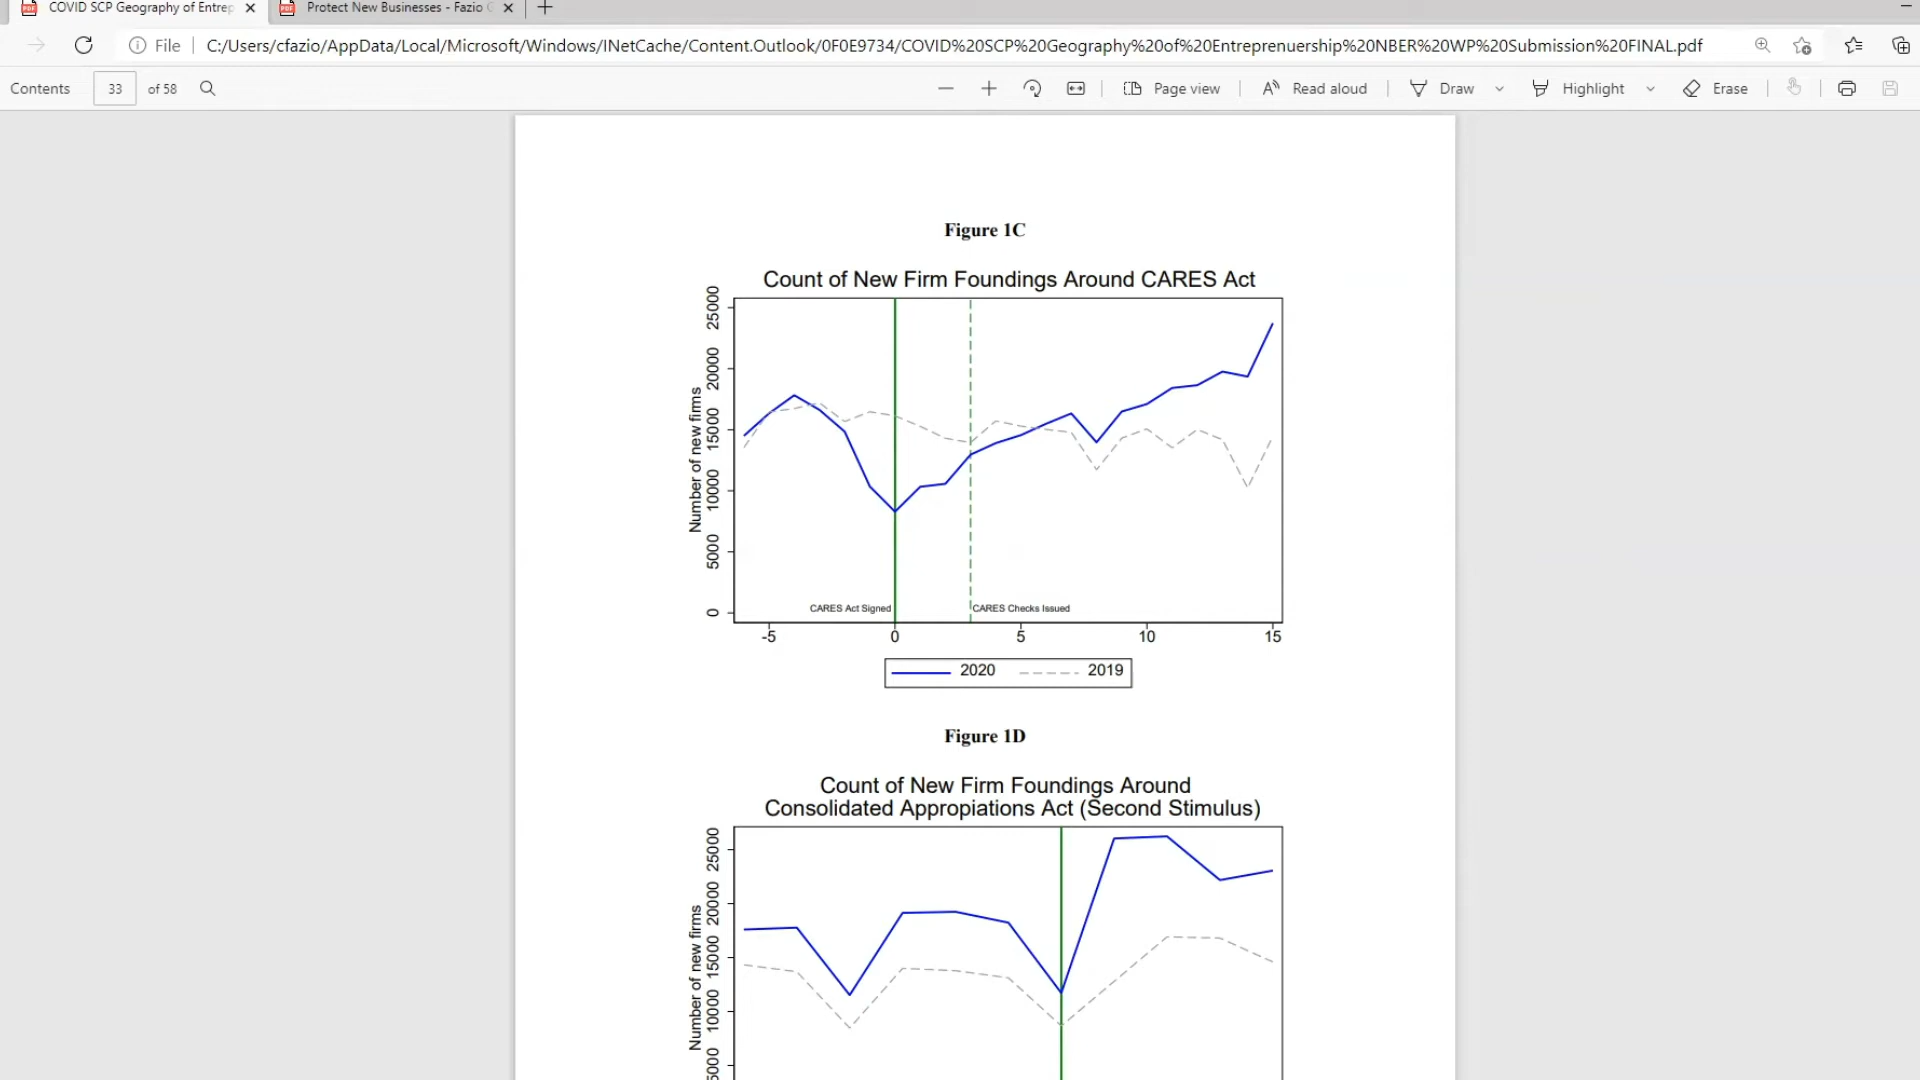 COVID SCP Geography of Entrep
Protect New Businesses - Fazio G
File
C:/Users/cfazio/AppData/Local/Microsoft/Windows/INetCache/Content.Outlook/0F0E9734/COVID%20SCP%20Geography%20of%20Entreprenuership%20NBER%20WP%20Submission%20FINAL.pdf
Contents
33
of 58
Page view
Read aloud
Draw
Highlight
Erase
Figure 1C
Count of New Firm Foundings Around CARES Act
Number of new firms
25000
20000
15000
10000
5000
0
CARES Act Signed
CARES Checks Issued
-5
0
5
10
15
2020
2019
Figure 1D
Count of New Firm Foundings Around
Consolidated Appropiations Act (Second Stimulus)
Number of new firms
25000
20000
15000
10000